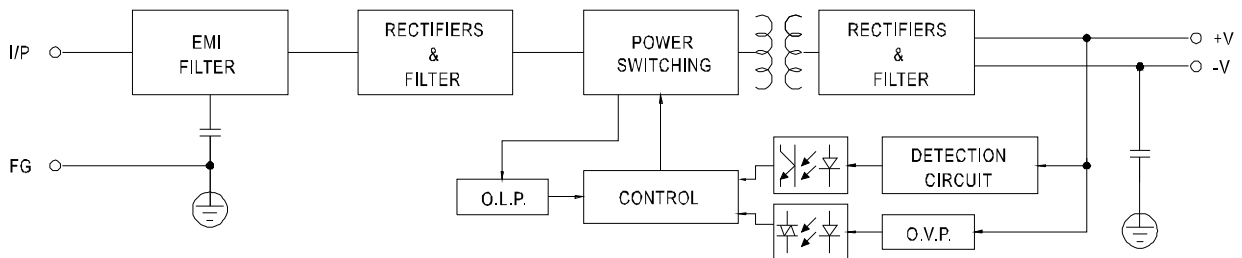 I/P
EMI
FILTER
RECTIFIERS
&
FILTER
POWER
SWITCHING
RECTIFIERS
&
FILTER
+V
-V
FG
O.L.P.
CONTROL
DETECTION
CIRCUIT
O.V.P.